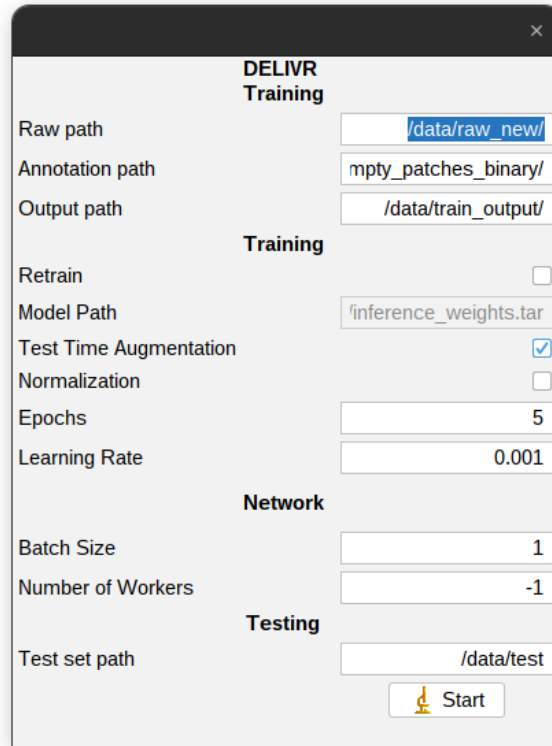 DELIVR
Training
Raw path /data/raw_new/
Annotation path mpty_patches_binary/
Output path /data/train_output/
Training
Retrain
Model Path /inference_weights.tar
Test Time Augmentation
Normalization
Epochs 5
Learning Rate 0.001
Network
Batch Size 1
Number of Workers -1
Testing
Test set path /data/test
Start